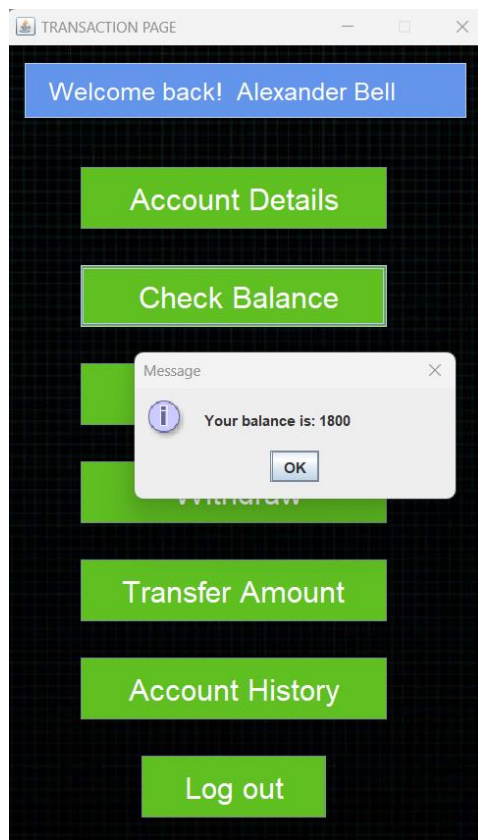 TRANSACTION PAGE
Welcome back!  Alexander Bell
Account Details
Check Balance
Message
Your balance is: 1800
OK
Withdraw
Transfer Amount
Account History
Log out